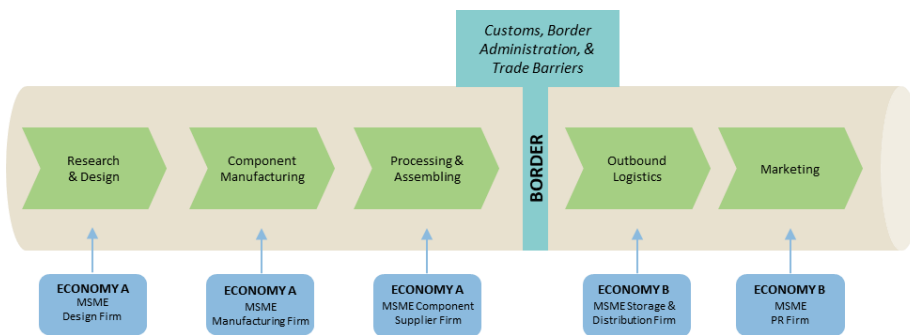 Customs, Border
Administration, &
Trade Barriers
Research
& Design
Component
Manufacturing
Processing &
Assembling
BORDER
Outbound
Logistics
Marketing
ECONOMY A
MSME
Design Firm
ECONOMY A
MSME
Manufacturing Firm
ECONOMY A
MSME Component
Supplier Firm
ECONOMY B
MSME Storage &
Distribution Firm
ECONOMY B
MSME
PR Firm